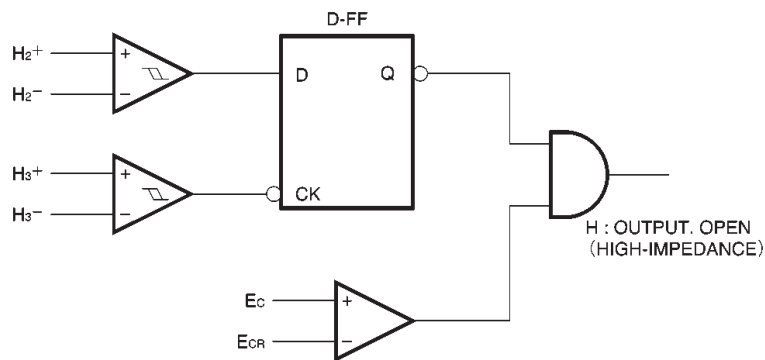 D-FF
H2+
H2−
+
−
D
Q
H3+
H3−
+
−
CK
H : OUTPUT. OPEN
(HIGH-IMPEDANCE)
EC
ECR
+
−